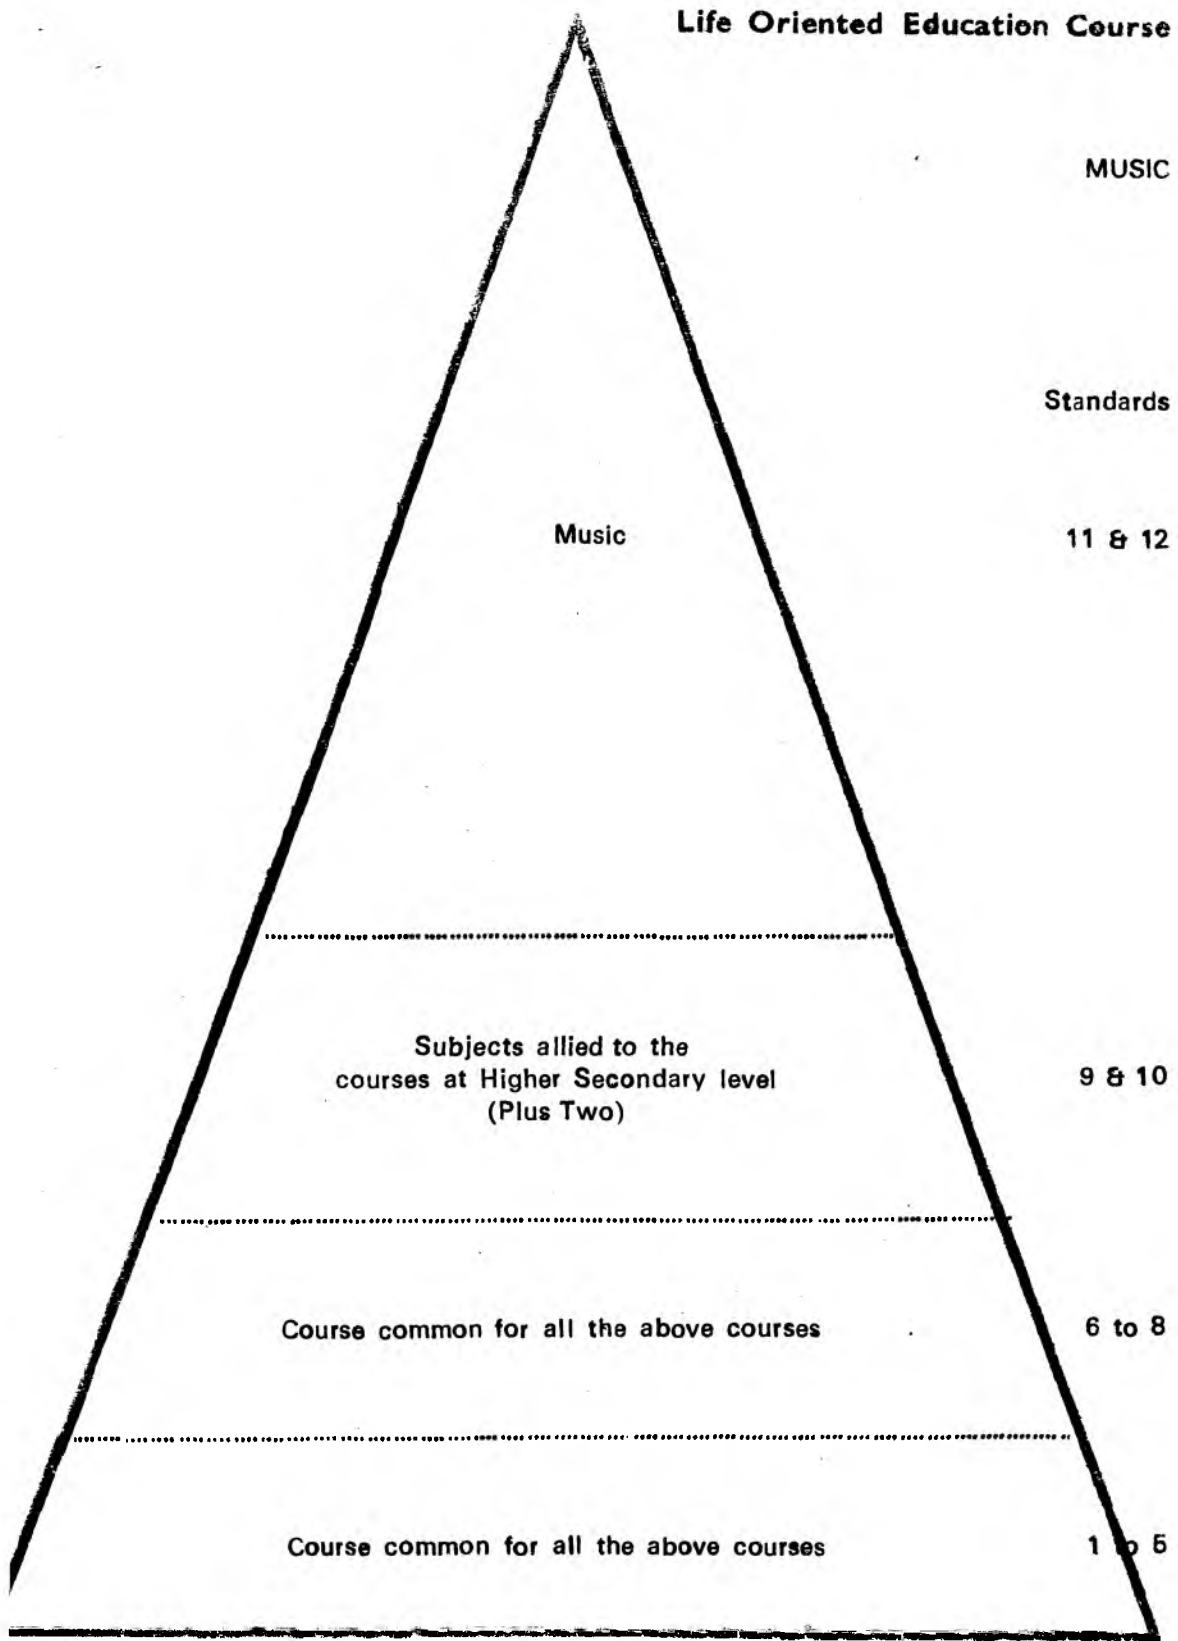 Life Oriented Education Course
MUSIC
Standards
Music 11 & 12
Subjects allied to the
courses at Higher Secondary level 9 & 10
(Plus Two)
Course common for all the above courses 6 to 8
Course common for all the above courses 1 to 5